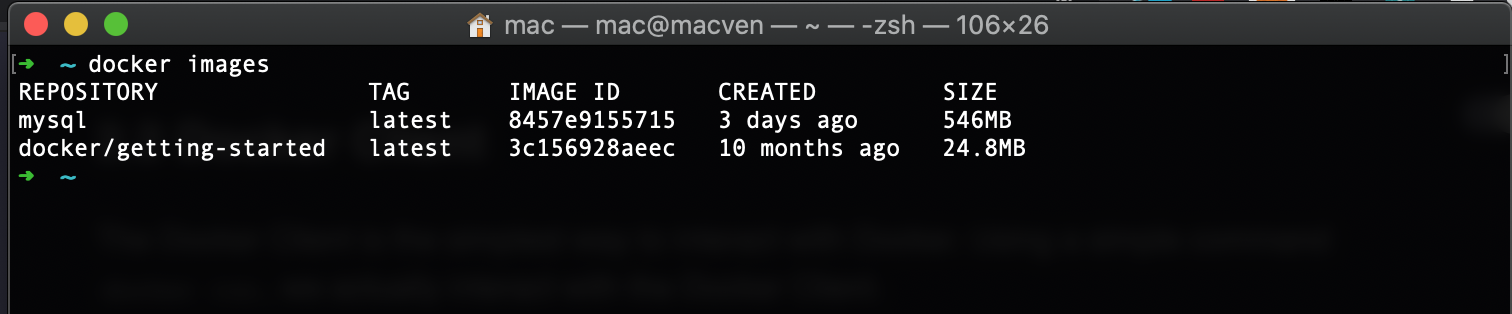 mac — mac@macven — ~ — -zsh — 106×26
[➜ ~ docker images ]
REPOSITORY TAG IMAGE ID CREATED SIZE
mysql latest 8457e9155715 3 days ago 546MB
docker/getting-started latest 3c156928aeec 10 months ago 24.8MB
➜ ~